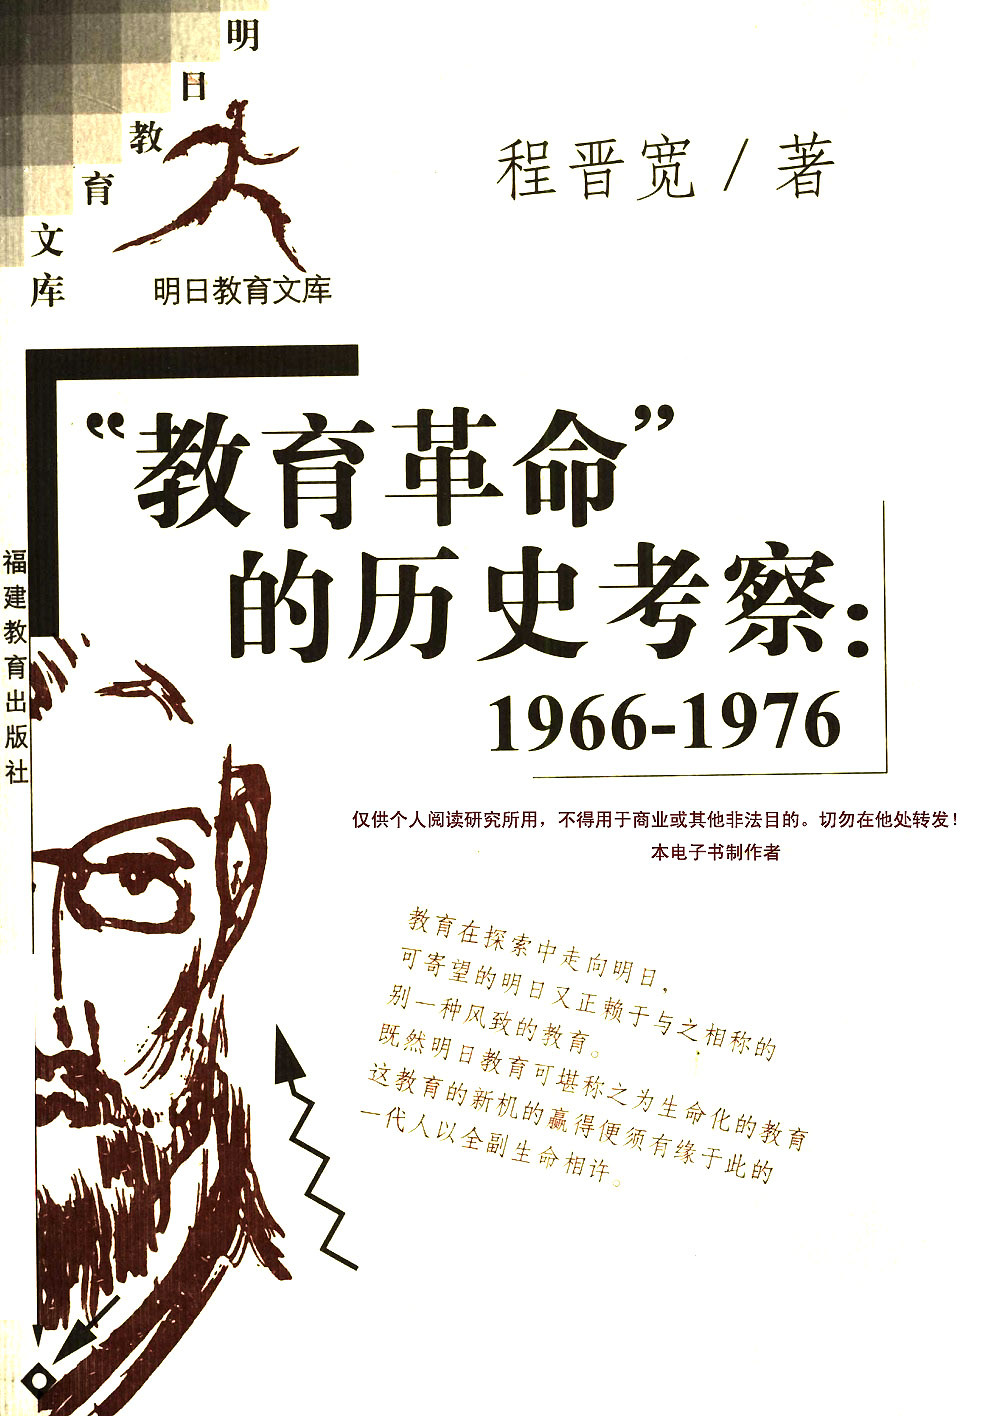 明日教育文库
明日教育文库
程晋宽/著
“教育革命”
的历史考察：
1966-1976
福建教育出版社
仅供个人阅读研究所用，不得用于商业或其他非法目的。切勿在他处转发！
本电子书制作者
教育在探索中走向明日，
可寄望的明日又正赖于与之相称的
别一种风致的教育。
既然明日教育可堪称之为生命化的教育
这教育的新机的赢得便须有缘于此的
一代人以全副生命相许。